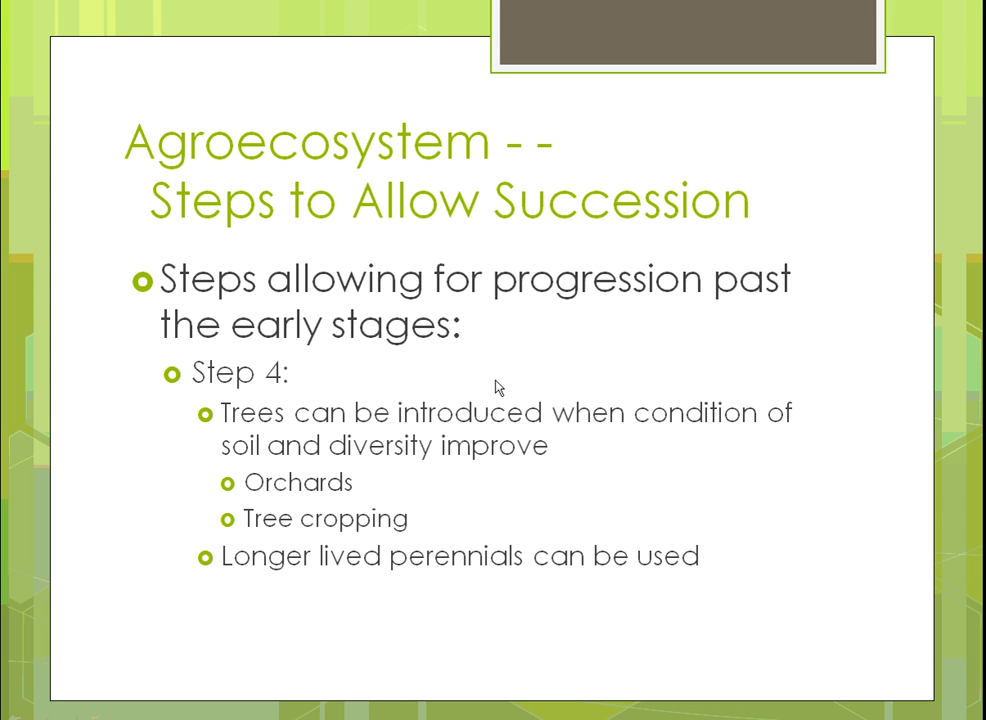 Agroecosystem - -
Steps to Allow Succession
Steps allowing for progression past
the early stages:
Step 4:
Trees can be introduced when condition of
soil and diversity improve
Orchards
Tree cropping
Longer lived perennials can be used